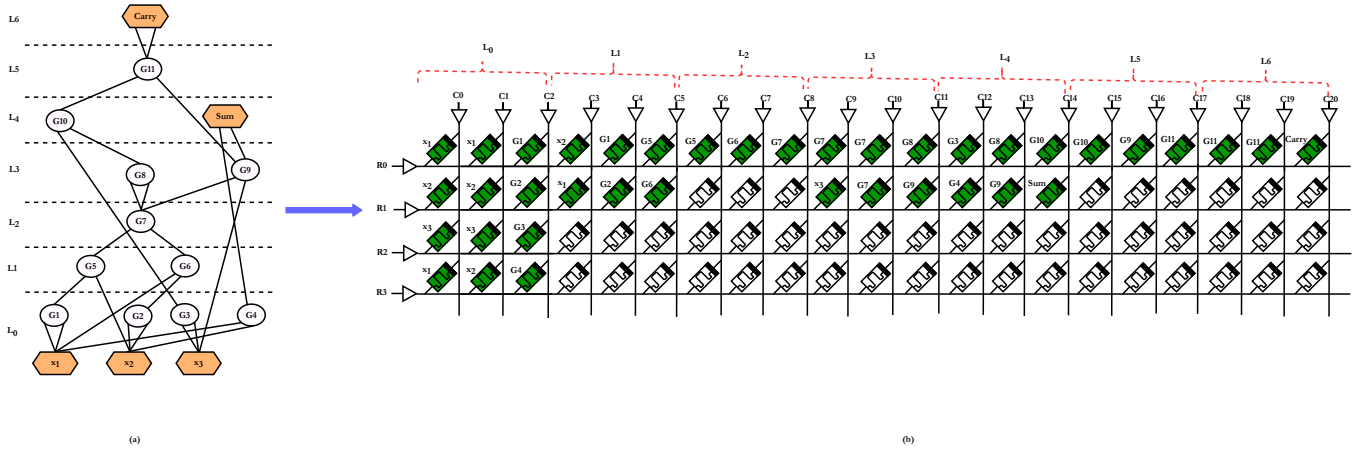 L6
Carry
L5
G11
L4
G10
Sum
L3
G8
G9
L2
G7
L1
G5
G6
L0
G1
G2
G3
G4
x1
x2
x3
(a)
L0
L1
L2
L3
L4
L5
L6
C0
C1
C2
C3
C4
C5
C6
C7
C8
C9
C10
C11
C12
C13
C14
C15
C16
C17
C18
C19
C20
R0
x1
x1
G1
x2
G1
G5
G5
G6
G7
G7
G7
G8
G3
G8
G10
G10
G9
G11
G11
G11
Carry
R1
x2
x2
G2
x1
G2
G6
x3
G7
G9
G4
G9
Sum
R2
x3
x3
G3
R3
x1
x2
G4
(b)